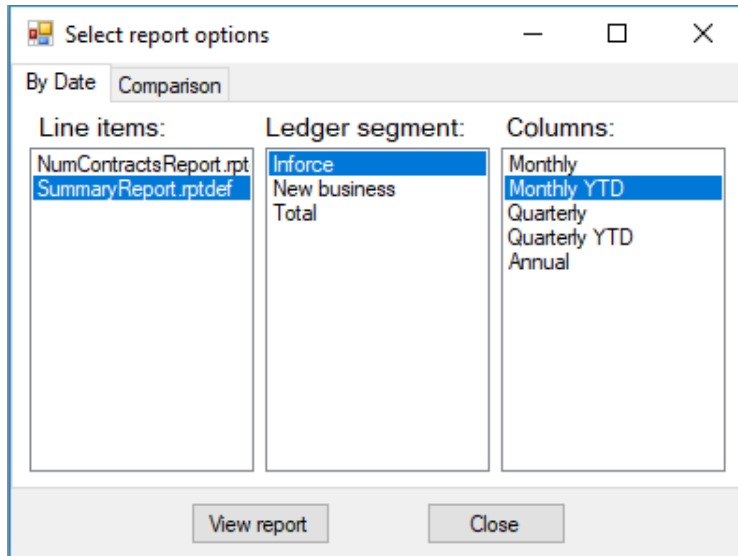 Select report options
By Date Comparison
Line items: Ledger segment: Columns:
NumContractsReport.rpt Inforce Monthly
SummaryReport.rptdef New business Monthly YTD
Total Quarterly
Quarterly YTD
Annual
View report Close